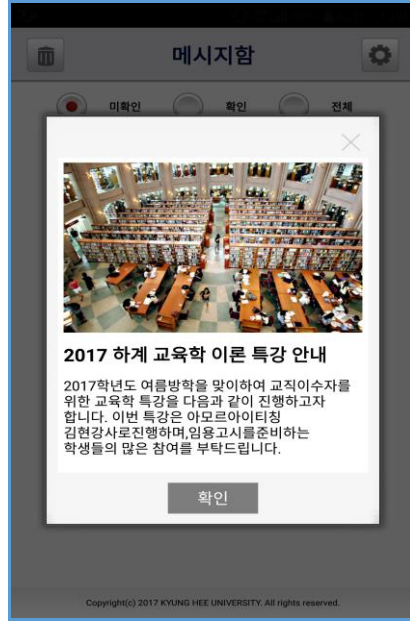 메시지함
미확인 확인 전체
2017 하계 교육학 이론 특강 안내
2017학년도 여름방학을 맞이하여 교직이수자를
위한 교육학 특강을 다음과 같이 진행하고자
합니다. 이번 특강은 아모르아이티칭
김현강사로진행하며,임용고시를준비하는
학생들의 많은 참여를 부탁드립니다.
확인
Copyright(c) 2017 KYUNG HEE UNIVERSITY. All rights reserved.